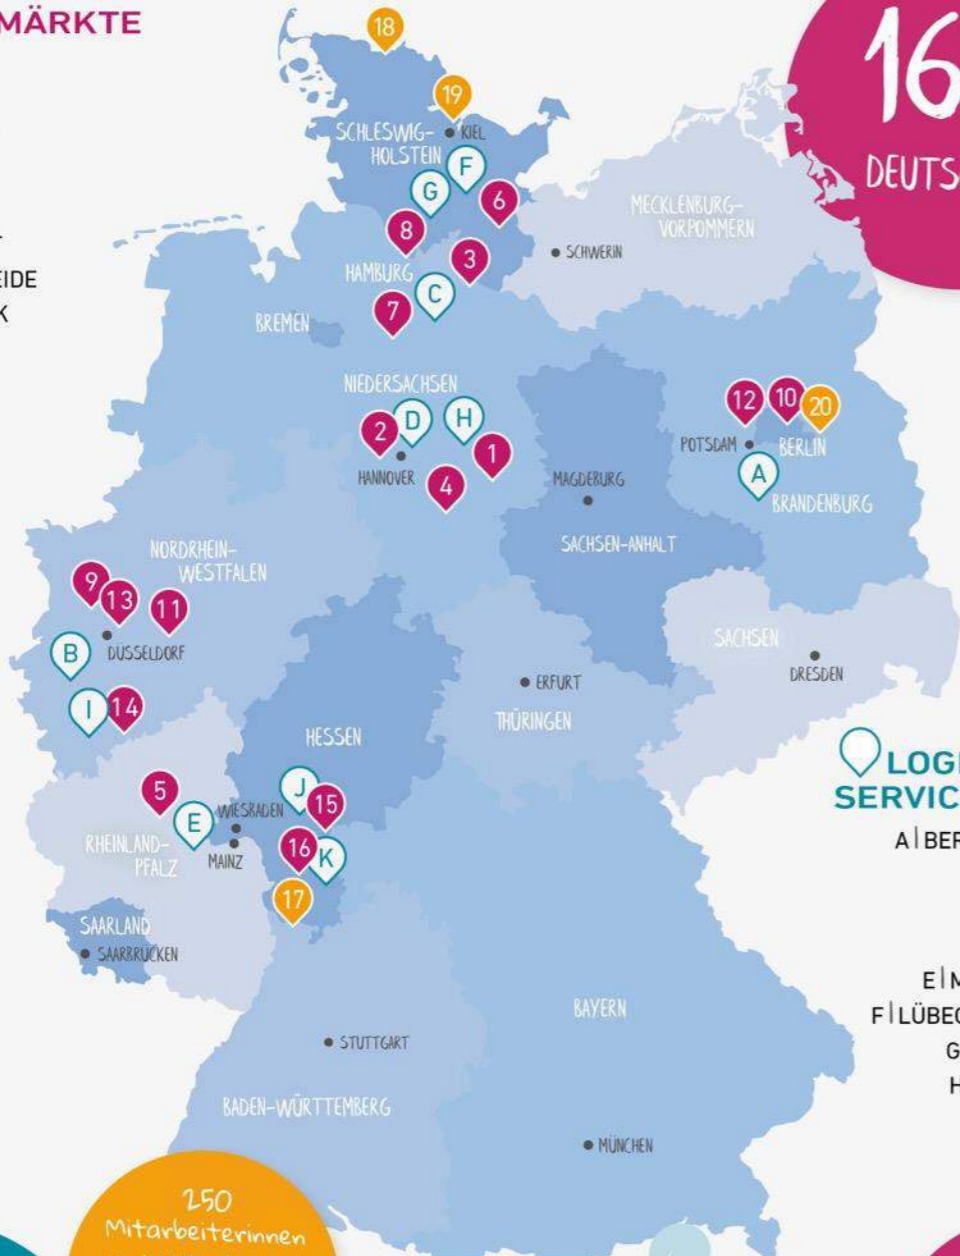 MÄRKTE
18
16
19
SCHLESWIG-
HOLSTEIN
KIEL
DEUTS
F
G
6
MECKLENBURG-
VORPOMMERN
8
EIDE
K
HAMBURG
3
SCHWERIN
C
7
BREMEN
NIEDERSACHSEN
12
10
20
2
D
H
1
POTSDAM
BERLIN
HANNOVER
4
MAGDEBURG
A
BRANDENBURG
SACHSEN-ANHALT
NORDRHEIN-
WESTFALEN
9
13
11
B
DÜSSELDORF
SACHSEN
DRESDEN
ERFURT
THÜRINGEN
I
14
HESSEN
LOGI
SERVIC
A|BER
5
E
WIESBADEN
J
15
RHEINLAND-
PFALZ
MAINZ
16
K
17
SAARLAND
SAARBRÜCKEN
E|M
F|LÜBEC
G
H
BAYERN
STUTTGART
BADEN-WÜRTTEMBERG
MÜNCHEN
250
Mitarbeiterinnen